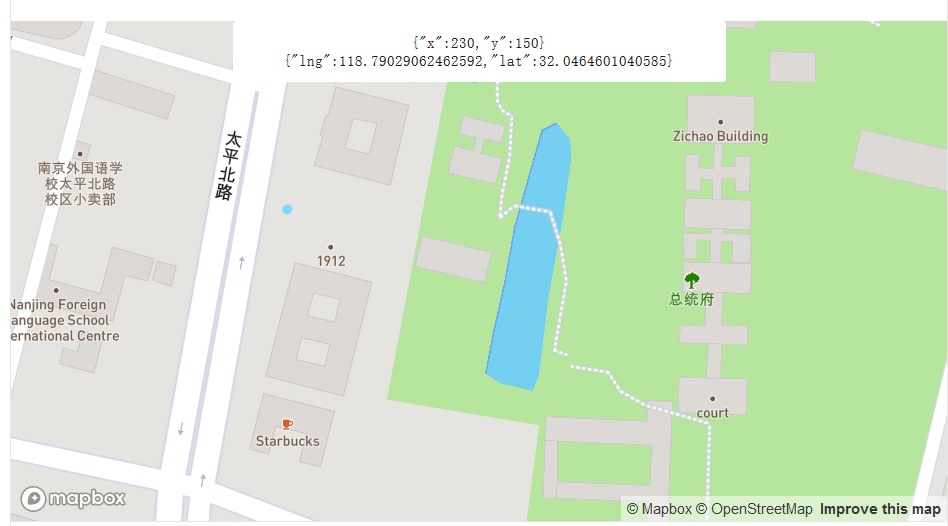 {"x":230,"y":150}
{"lng":118.79029062462592,"lat":32.0464601040585}
太平北路
Zichao Building
南京外国语学
校太平北路
校区小卖部
1912
总统府
Nanjing Foreign
anguage School
ernational Centre
court
Starbucks
mapbox
© Mapbox © OpenStreetMap Improve this map